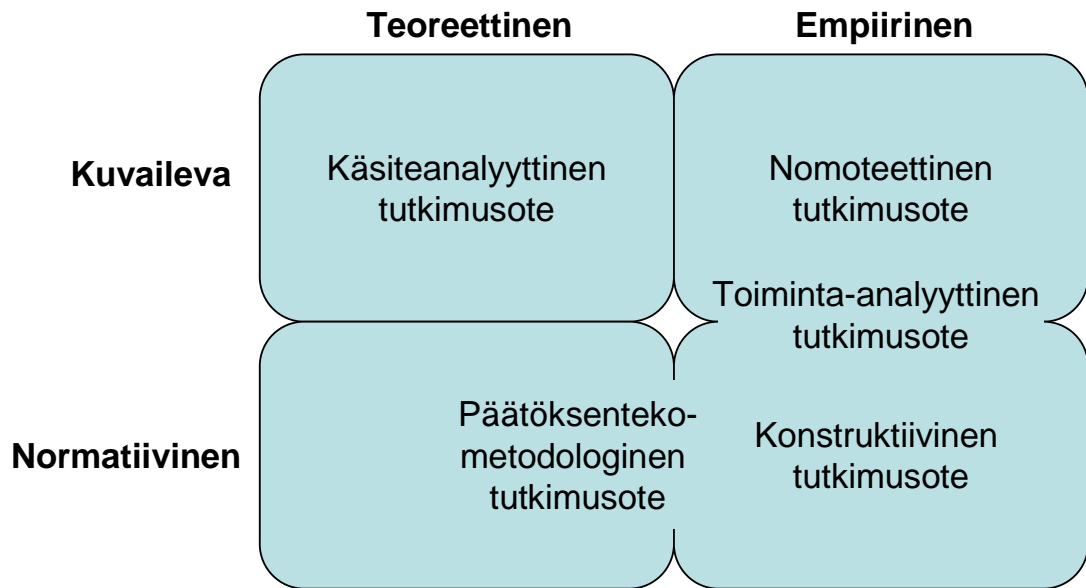 Teoreettinen
Empiirinen
Kuvaileva
Käsiteanalyyttinen
tutkimusote
Nomoteettinen
tutkimusote
Toiminta-analyyttinen
tutkimusote
Normatiivinen
Päätöksenteko-
metodologinen
tutkimusote
Konstruktiivinen
tutkimusote